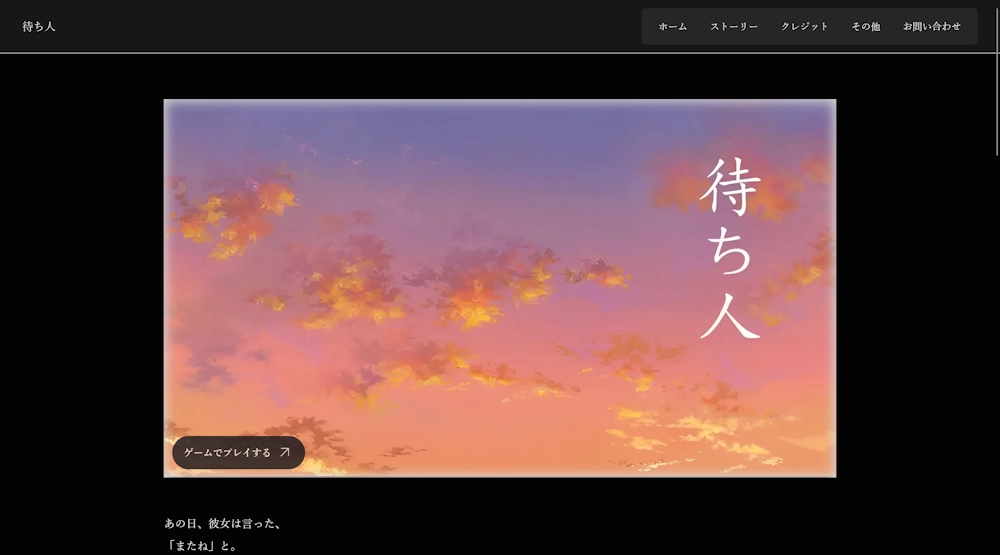 待ち人
ホーム
ストーリー
クレジット
その他
お問い合わせ
待ち人
ゲームでプレイする
あの日、彼女は言った、
「またね」と。